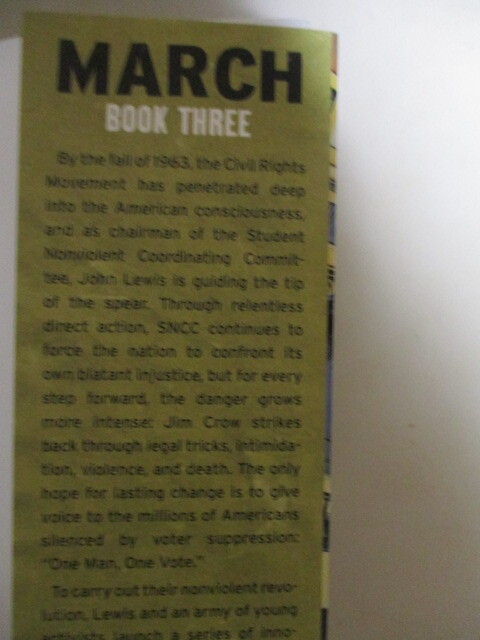 MARCH
BOOK THREE
By the fall of 1963, the Civil Rights
Movement has penetrated deep
into the American consciousness,
and as chairman of the Student
Nonviolent Coordinating Commit-
tee, John Lewis is guiding the tip
of the spear. Through relentless
direct action, SNCC continues to
force the nation to confront its
own blatant injustice, but for every
step forward, the danger grows
more intense: Jim Crow strikes
back through legal tricks, intimida-
tion, violence, and death. The only
hope for lasting change is to give
voice to the millions of Americans
silenced by voter suppression:
"One Man, One Vote."
To carry out their nonviolent revo-
lution, Lewis and an army of young
activists launch a series of inno-